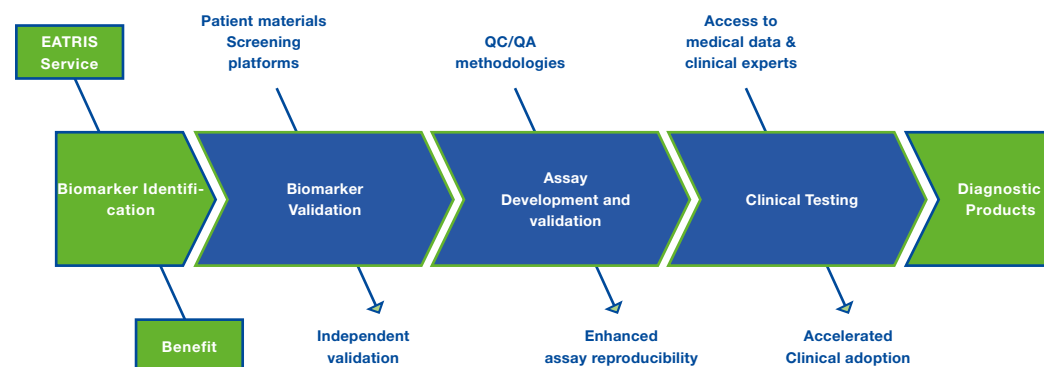 EATRIS
Service
Patient materials
Screening
platforms
QC/QA
methodologies
Access to
medical data &
clinical experts
Biomarker Identifi-
cation
Biomarker
Validation
Assay
Development and
validation
Clinical Testing
Diagnostic
Products
Benefit
Independent
validation
Enhanced
assay reproducibility
Accelerated
Clinical adoption